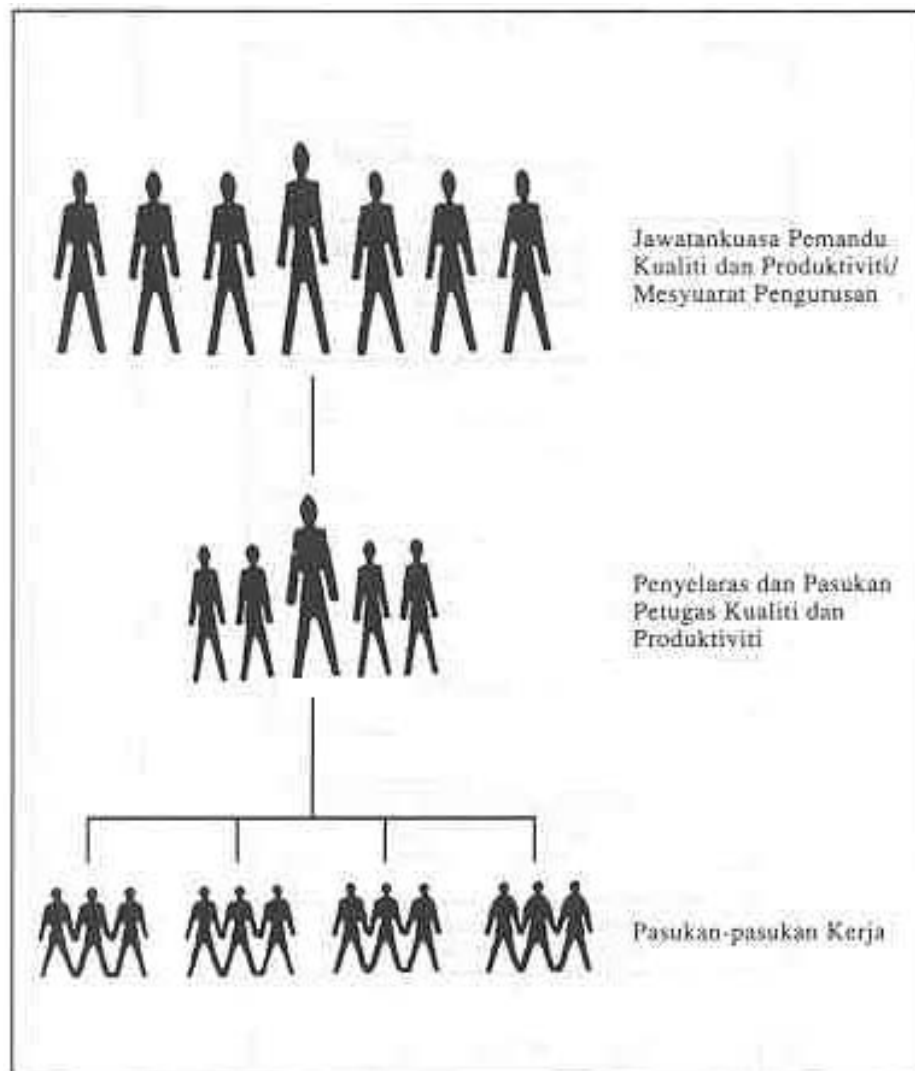 Jawatankuasa Pemandu
Kualiti dan Produktiviti/
Mesyuarat Pengurusan
Penyelaras dan Pasukan
Petugas Kualiti dan
Produktiviti
Pasukan-pasukan Kerja